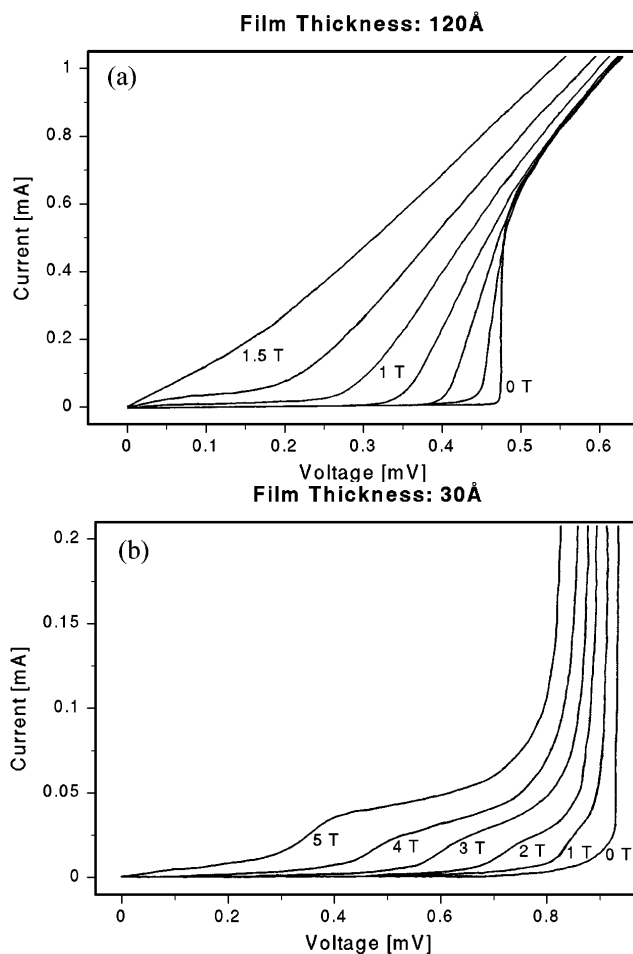 Film Thickness: 120Å
(a)
1
0.8
0.6
0.4
0.2
0
Current [mA]
1.5 T
1 T
0 T
0
0.1
0.2
0.3
0.4
0.5
0.6
Voltage [mV]
Film Thickness: 30Å
(b)
0.2
0.15
0.1
0.05
0
Current [mA]
5 T
4 T
3 T
2 T
1 T
0 T
0
0.2
0.4
0.6
0.8
Voltage [mV]